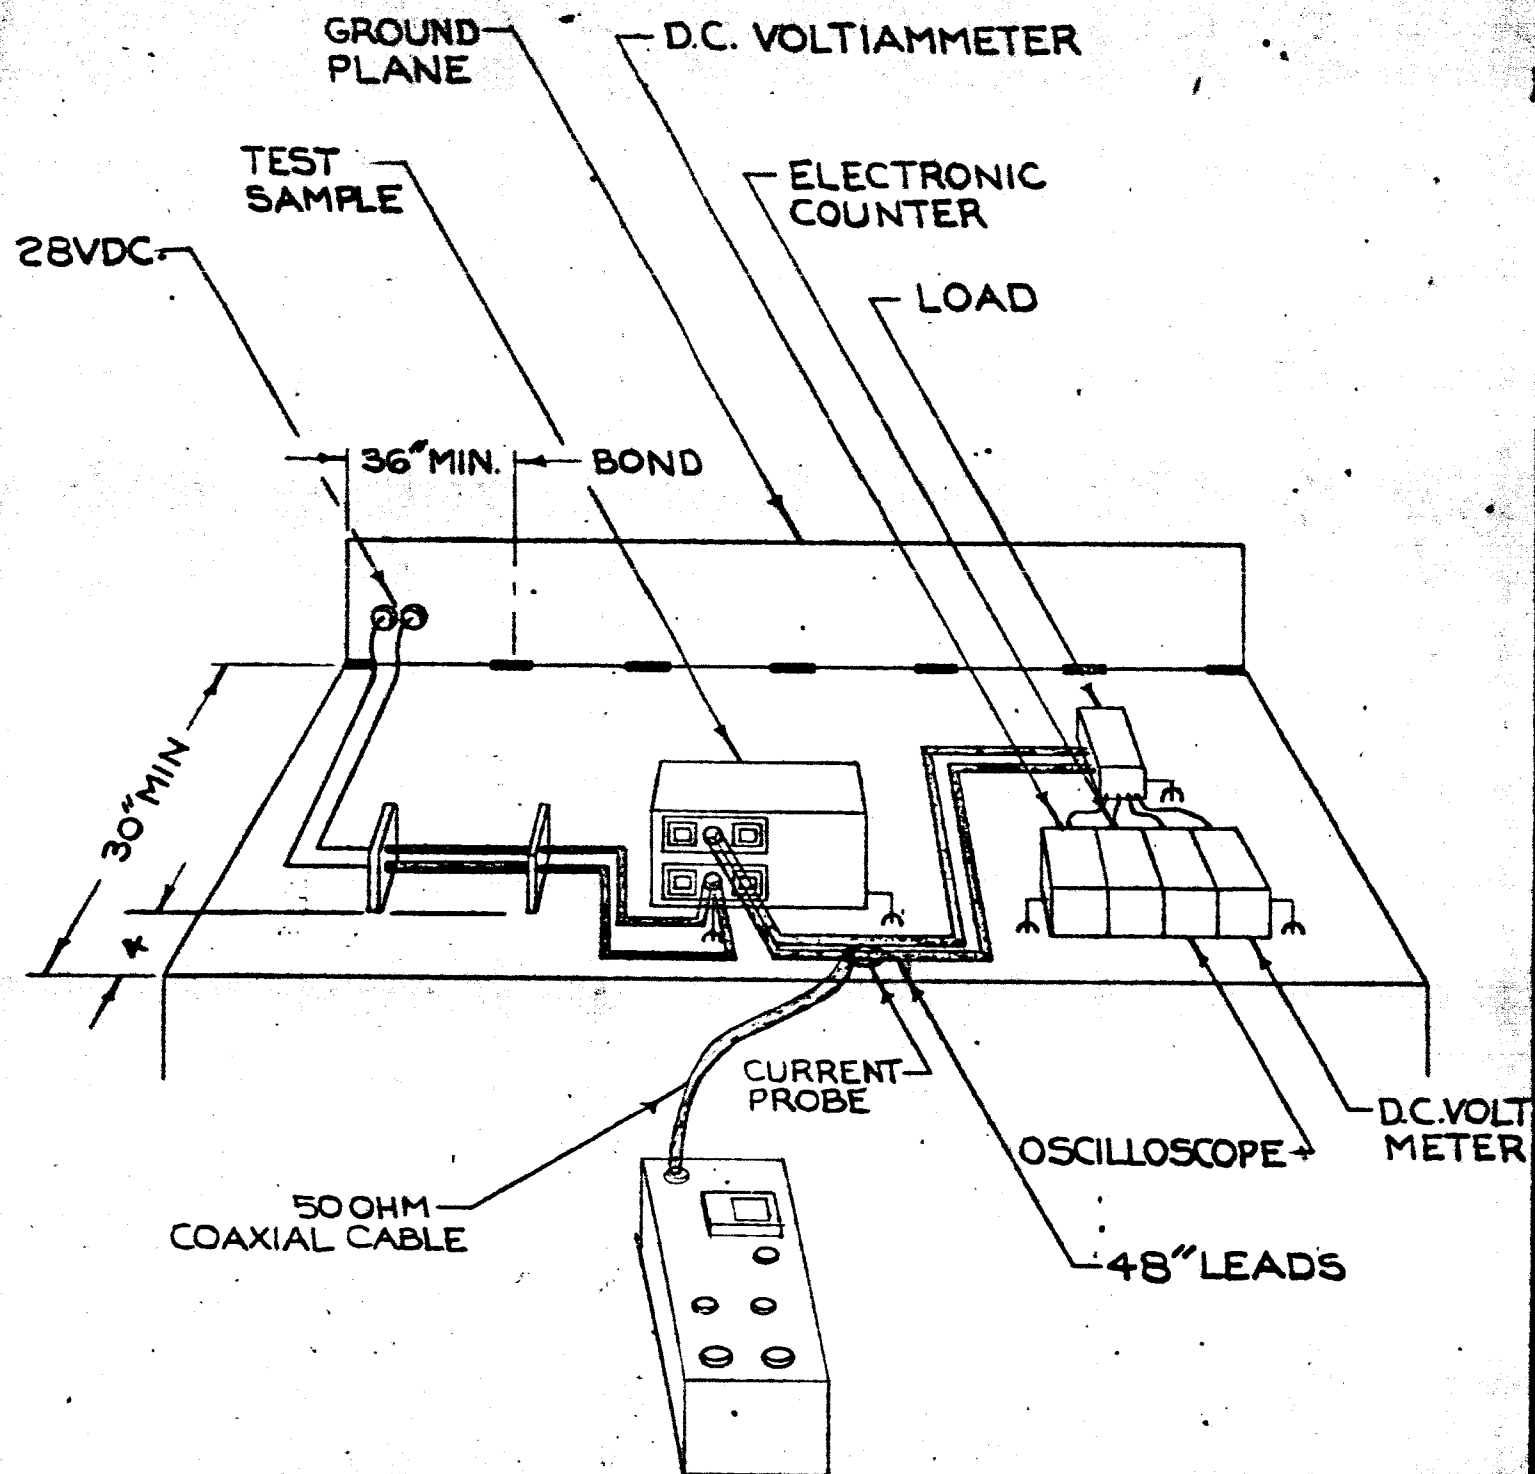 GROUND
PLANE
D.C. VOLTIAMMETER
TEST
SAMPLE
ELECTRONIC
COUNTER
28VDC.
LOAD
36" MIN.
BOND
30" MIN
4
CURRENT
PROBE
D.C. VOLT
METER
OSCILLOSCOPE
50 OHM
COAXIAL CABLE
48" LEADS